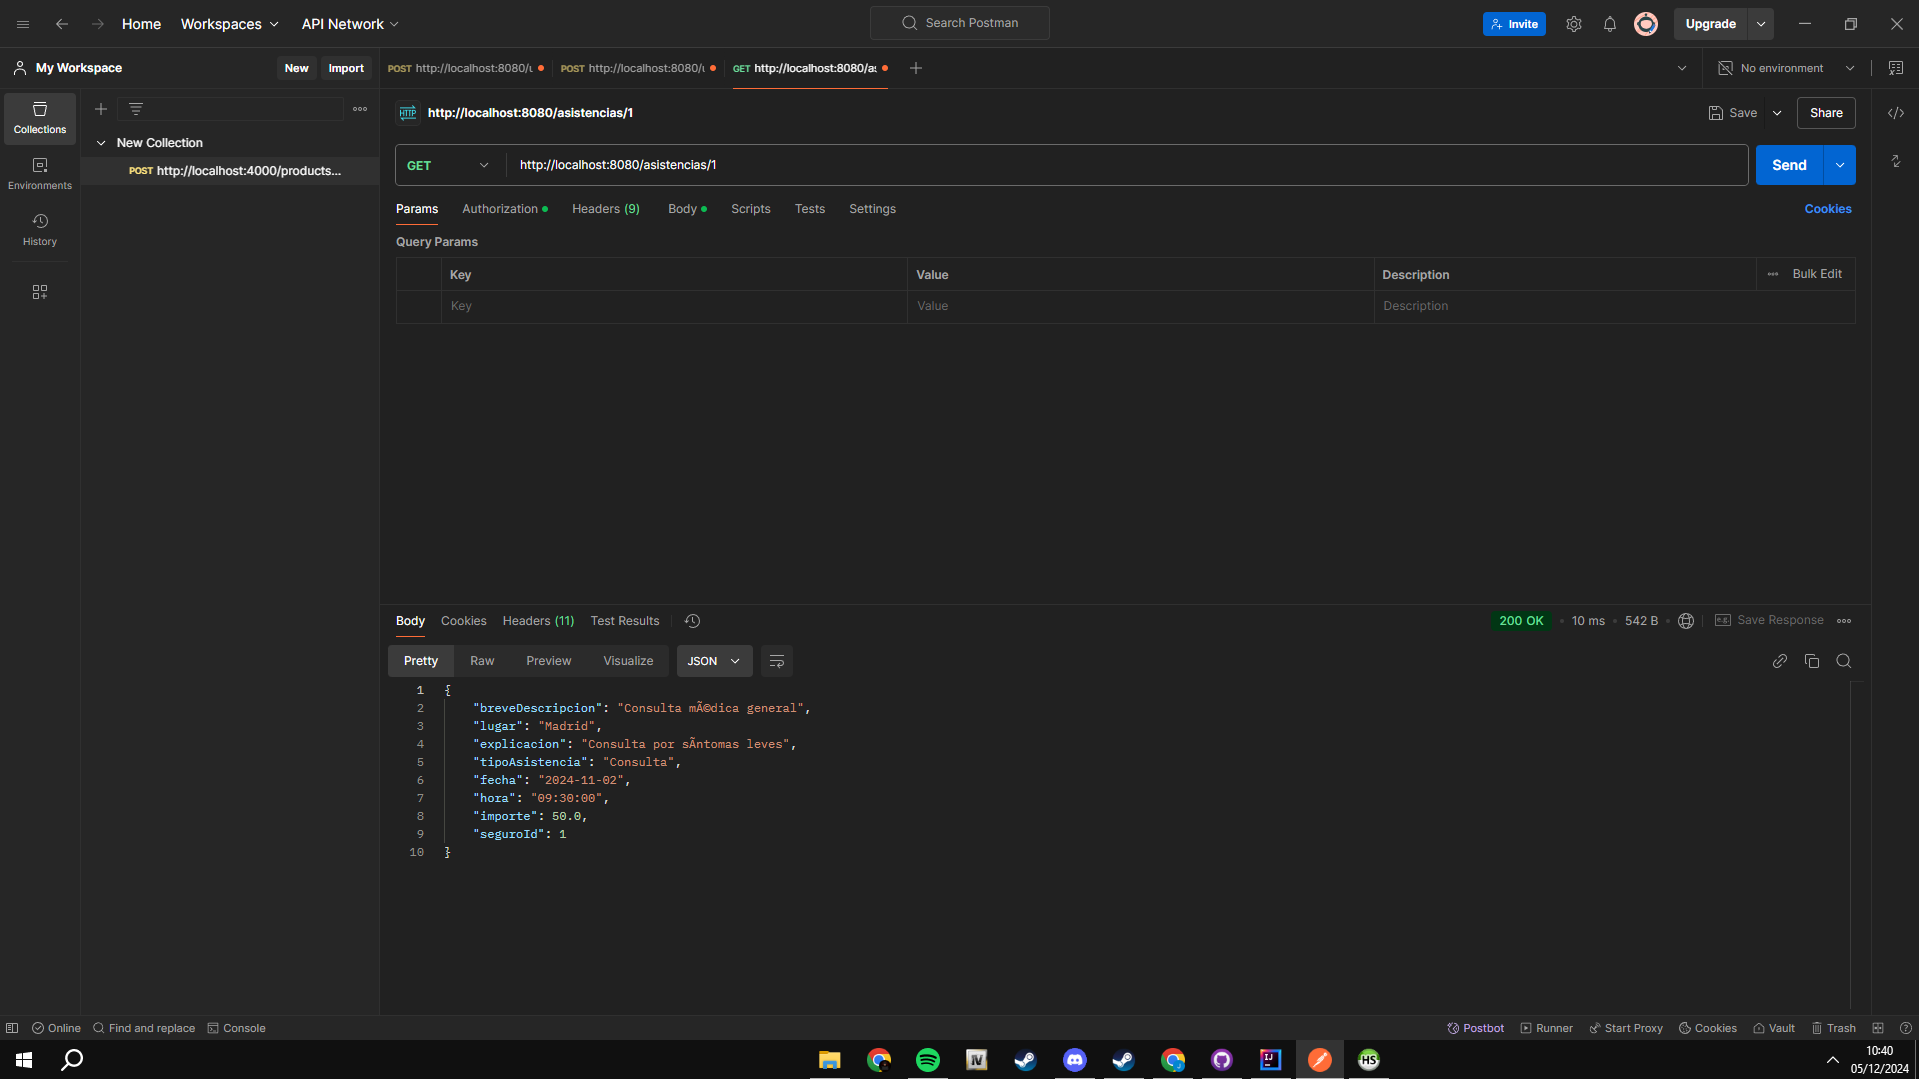 Home
Workspaces
API Network
Search Postman
Invite
Upgrade
My Workspace
New
Import
POST http://localhost:8080/u
POST http://localhost:8080/u
GET http://localhost:8080/as
No environment
Collections
Environments
History
New Collection
POST http://localhost:4000/products...
HTTP http://localhost:8080/asistencias/1
Save
Share
GET
http://localhost:8080/asistencias/1
Send
Params
Authorization
Headers (9)
Body
Scripts
Tests
Settings
Cookies
Query Params
Key
Value
Description
Bulk Edit
Key
Value
Description
Body
Cookies
Headers (11)
Test Results
200 OK
10 ms
542 B
e.g. Save Response
Pretty
Raw
Preview
Visualize
JSON
1 {
2 "breveDescripcion": "Consulta mÃ©dica general",
3 "lugar": "Madrid",
4 "explicacion": "Consulta por sÃntomas leves",
5 "tipoAsistencia": "Consulta",
6 "fecha": "2024-11-02",
7 "hora": "09:30:00",
8 "importe": 50.0,
9 "seguroId": 1
10 }
Online
Find and replace
Console
Postbot
Runner
Start Proxy
Cookies
Vault
Trash
IJ
HS
10:40
05/12/2024